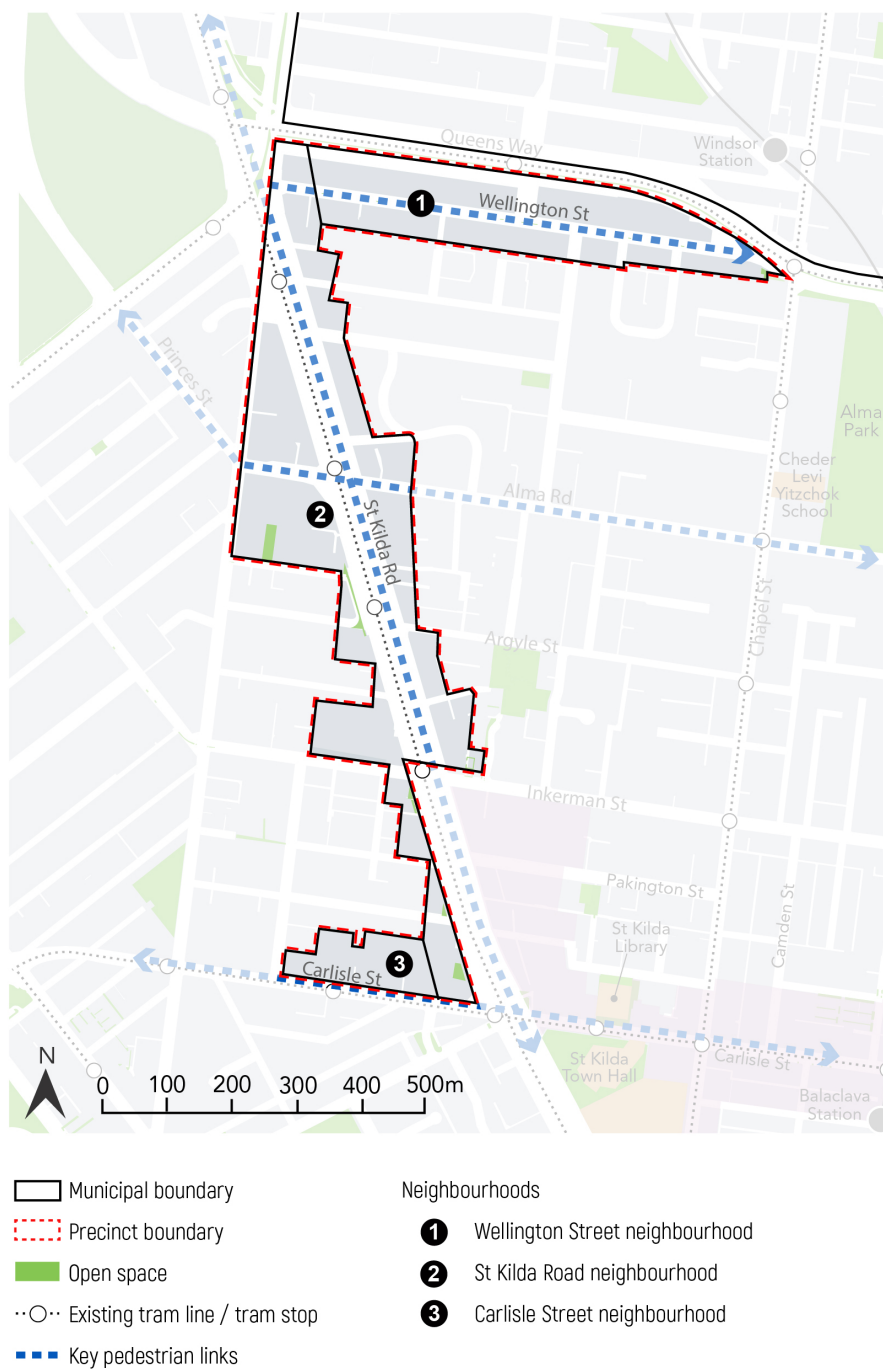 Queens Way
Windsor
Station
1
Wellington St
Princes St
Alma
Park
Cheder
Levi
Yitzchok
School
Alma Rd
2
St Kilda Rd
Chapel St
Argyle St
Inkerman St
Pakington St
Camden St
St Kilda
Library
3
Carlisle St
St Kilda
Town Hall
Carlisle St
Balaclava
Station
N
0 100 200 300 400 500m
Municipal boundary
Precinct boundary
Open space
Existing tram line / tram stop
Key pedestrian links
Neighbourhoods
1 Wellington Street neighbourhood
2 St Kilda Road neighbourhood
3 Carlisle Street neighbourhood